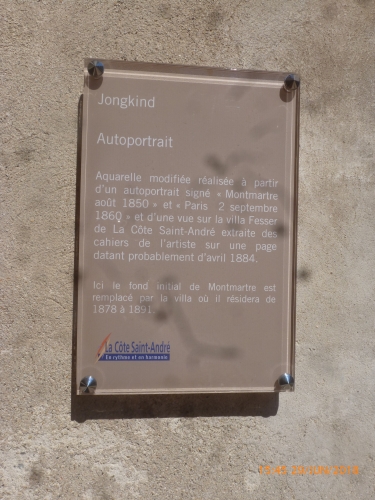 Jongkind
Autoportrait
Aquarelle modifiée réalisée à partir
d'un autoportrait signé « Montmartre
août 1850 » et « Paris 2 septembre
1860 » et d'une vue sur la villa Fesser
de La Côte Saint-André extraite des
cahiers de l'artiste sur une page
datant probablement d'avril 1884.
Ici le fond initial de Montmartre est
remplacé par la villa où il résidera de
1878 à 1891.
La Côte Saint-André
En rythme et en harmonie